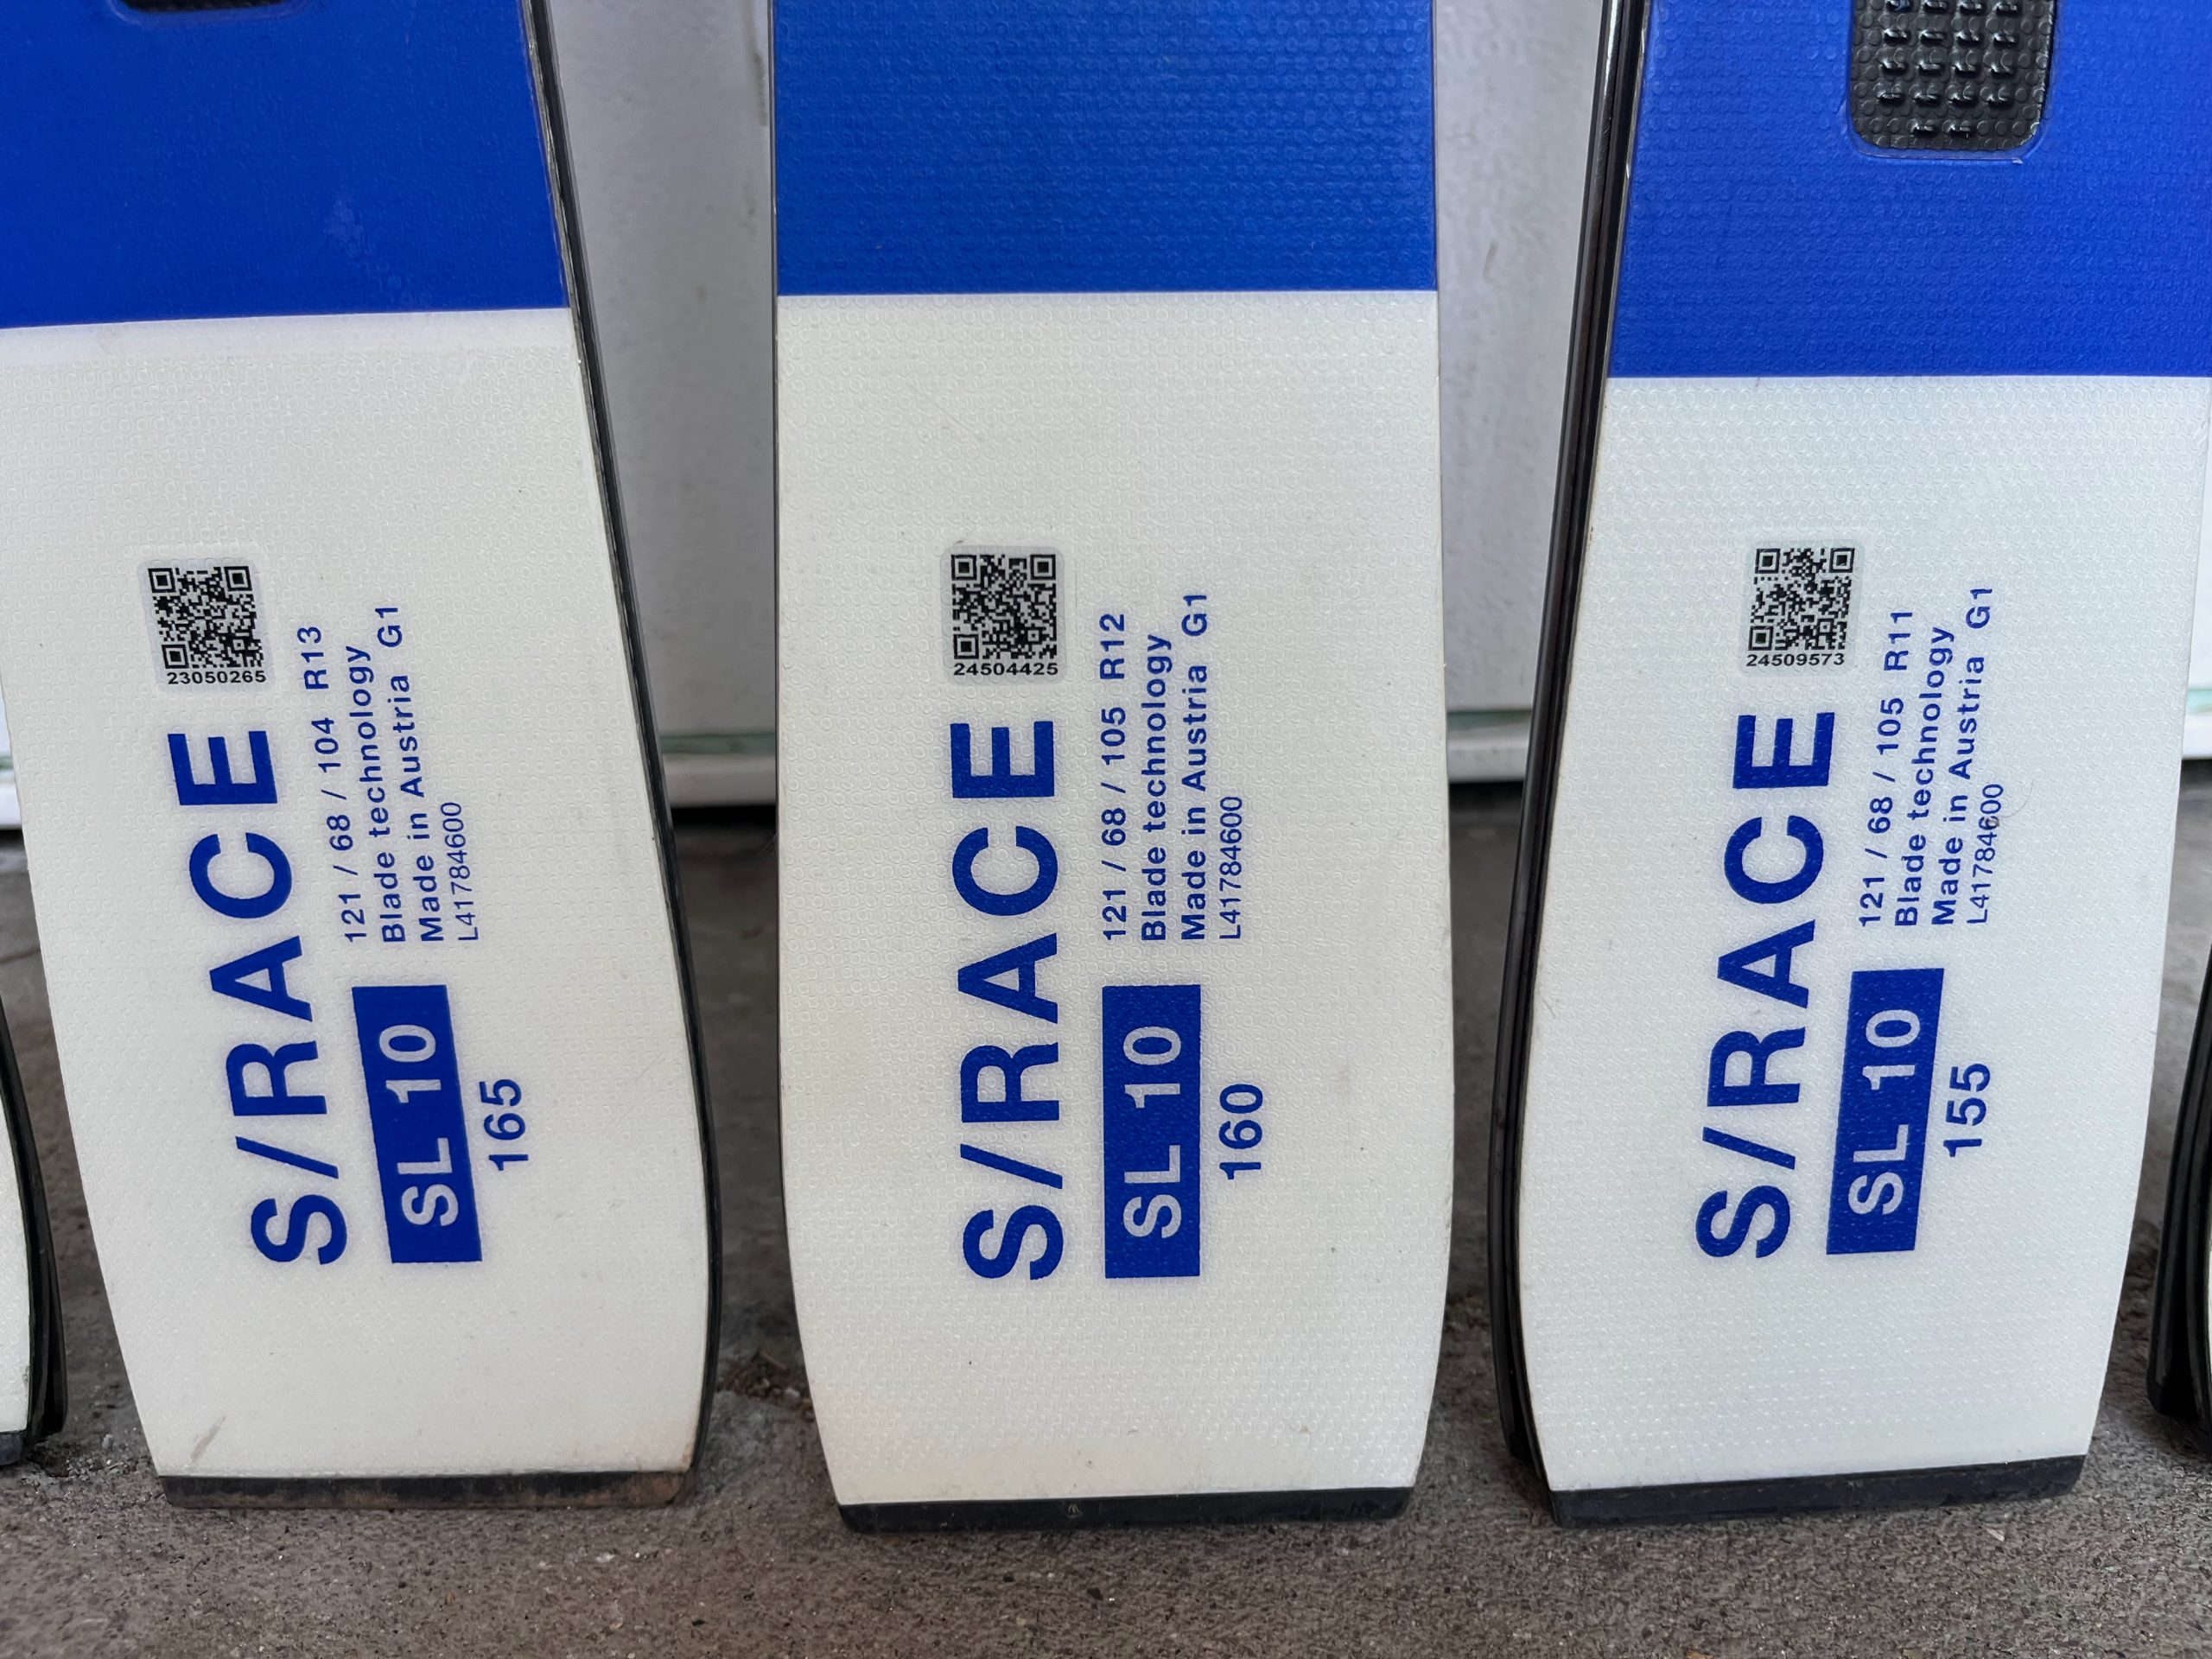 23050265
S/RACE
121 / 68 / 104 R13
Blade technology
Made in Austria G1
L41784600
SL 10
165
24504425
S/RACE
121 / 68 / 105 R12
Blade technology
Made in Austria G1
L41784600
SL 10
160
24509573
S/RACE
121 / 68 / 105 R11
Blade technology
Made in Austria G1
L41784600
SL 10
155